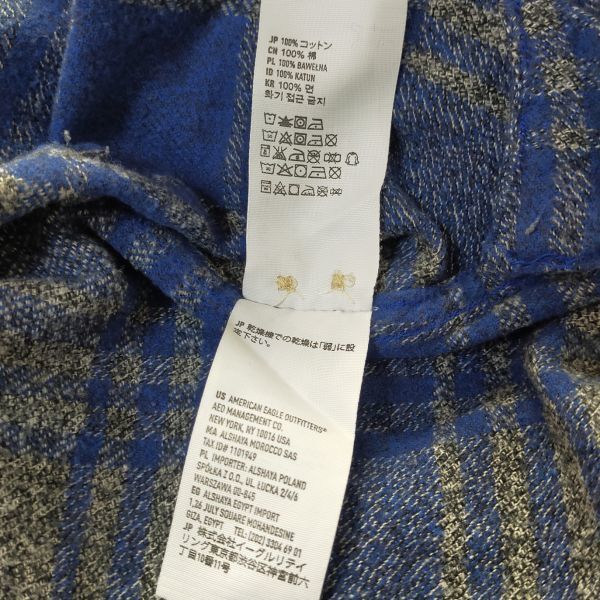 JP 100% コットン
CN 100% 棉
PL 100% BAWEŁNA
ID 100% KATUN
KR 100% 면
화기 접근 금지
JP 乾燥機での乾燥は「弱」に設
定下さい。
US AMERICAN EAGLE OUTFITTERS®
AEO MANAGEMENT CO.
NEW YORK, NY 10016 USA
MA ALSHAYA MOROCCO SAS
TAX ID# 1101949
PL IMPORTER: ALSHAYA POLAND
SPÓŁKA Z O.O., UL. ŁUCKA 2/4/6
WARSZAWA 00-845
EG ALSHAYA EGYPT IMPORT
1,26 JULY SQUARE MOHANDESINE
GIZA, EGYPT TEL: (202) 3304 69 01
JP 株式会社イーグルリテイ
リング東京都渋谷区神宮前六
丁目10番11号